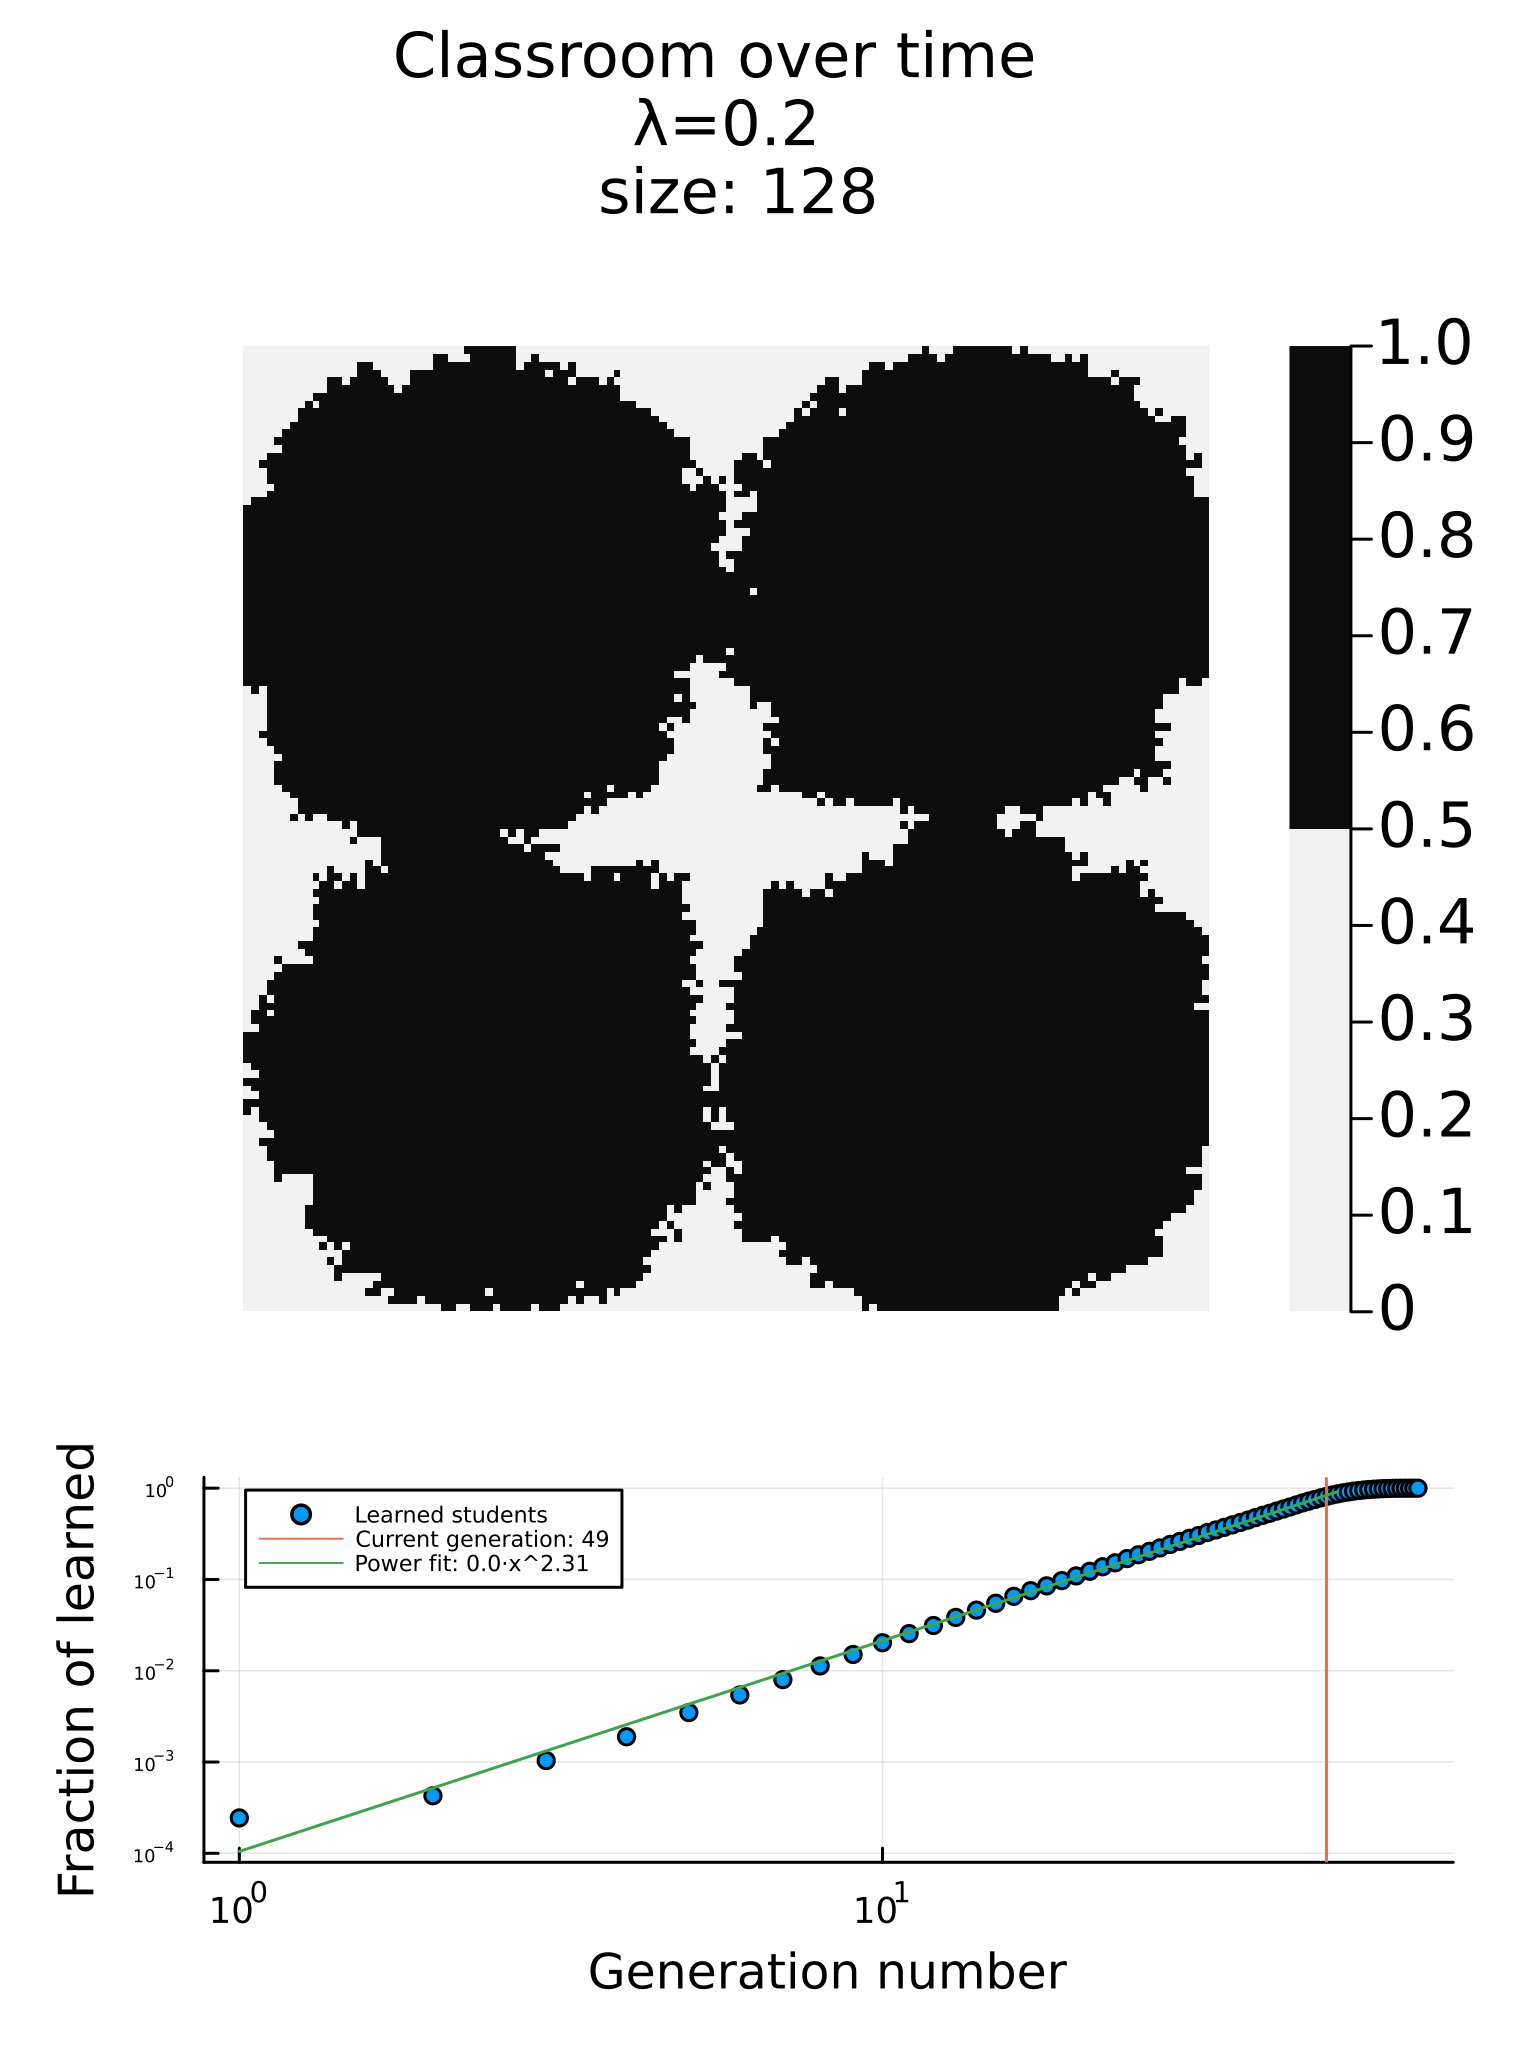 Classroom over time
λ=0.2
size: 128
1.0
0.9
0.8
0.7
0.6
0.5
0.4
0.3
0.2
0.1
0
Fraction of learned
10^0
10^-1
10^-2
10^-3
10^-4
Learned students
Current generation: 49
Power fit: 0.0·x^2.31
10^0
10^1
Generation number